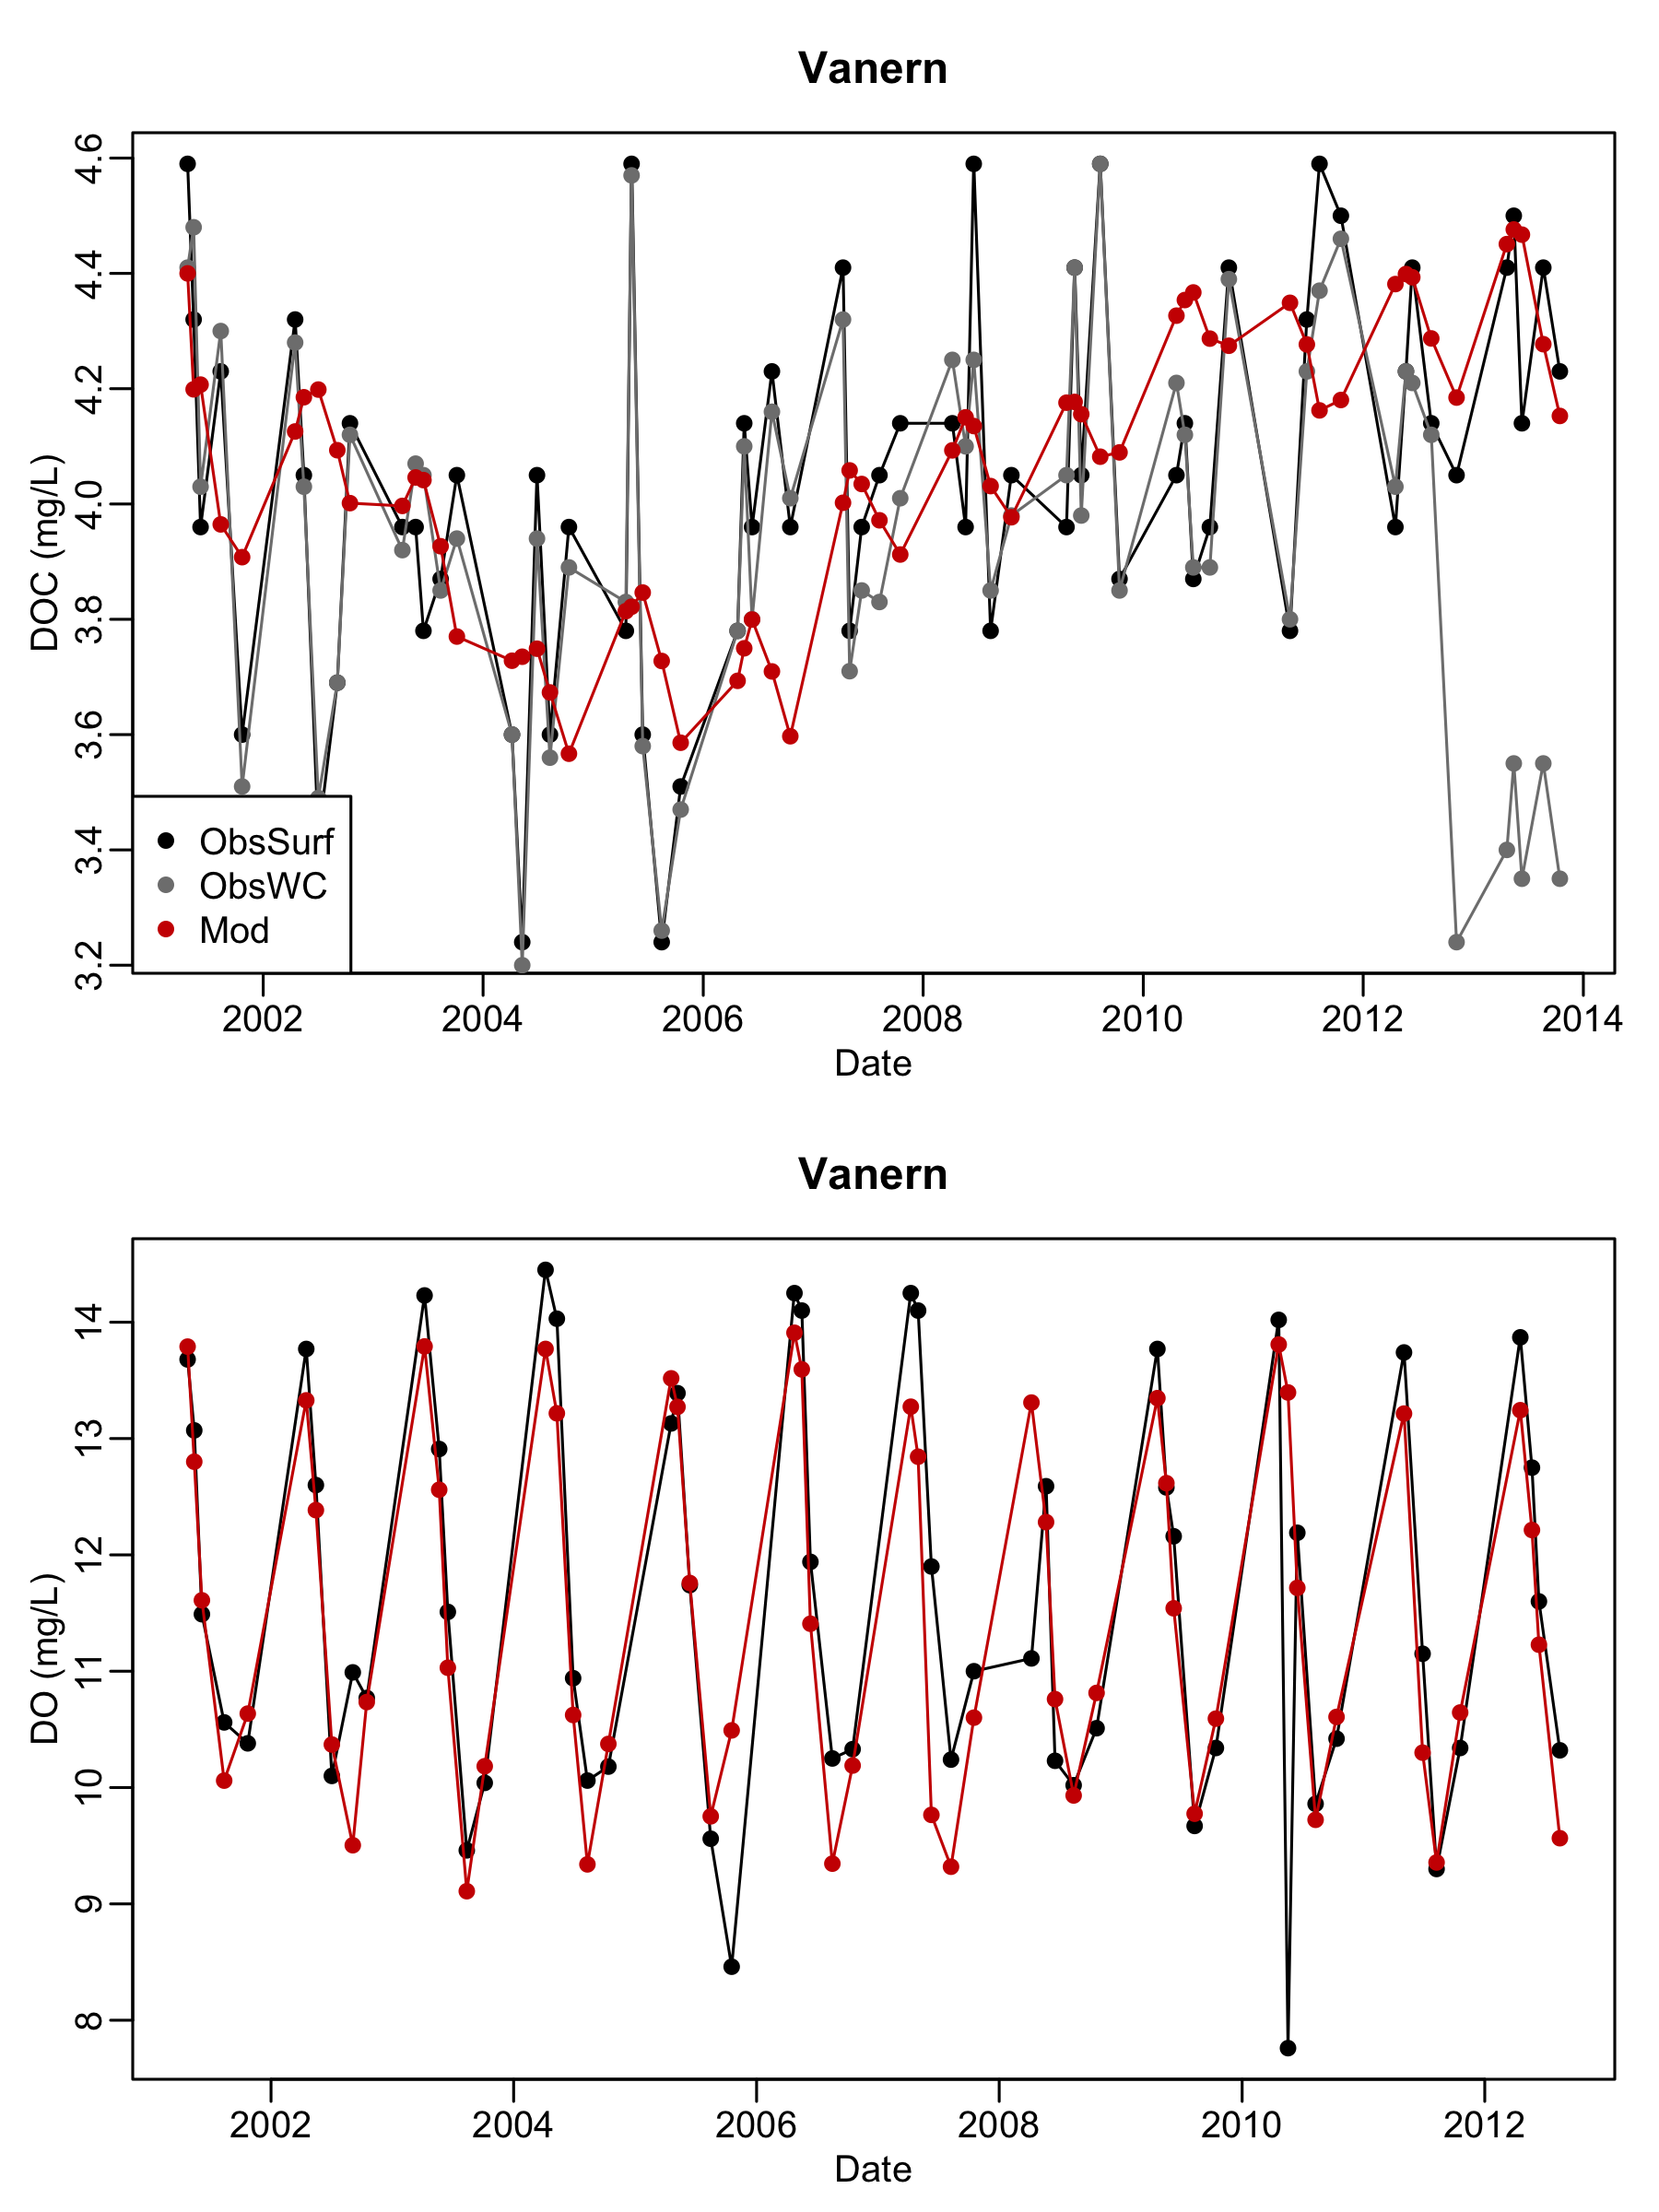 Vanern
DOC (mg/L)
4.6
4.4
4.2
4.0
3.8
3.6
3.4
3.2
ObsSurf
ObsWC
Mod
2002 2004 2006 2008 2010 2012 2014
Date
Vanern
DO (mg/L)
14
13
12
11
10
9
8
2002 2004 2006 2008 2010 2012
Date